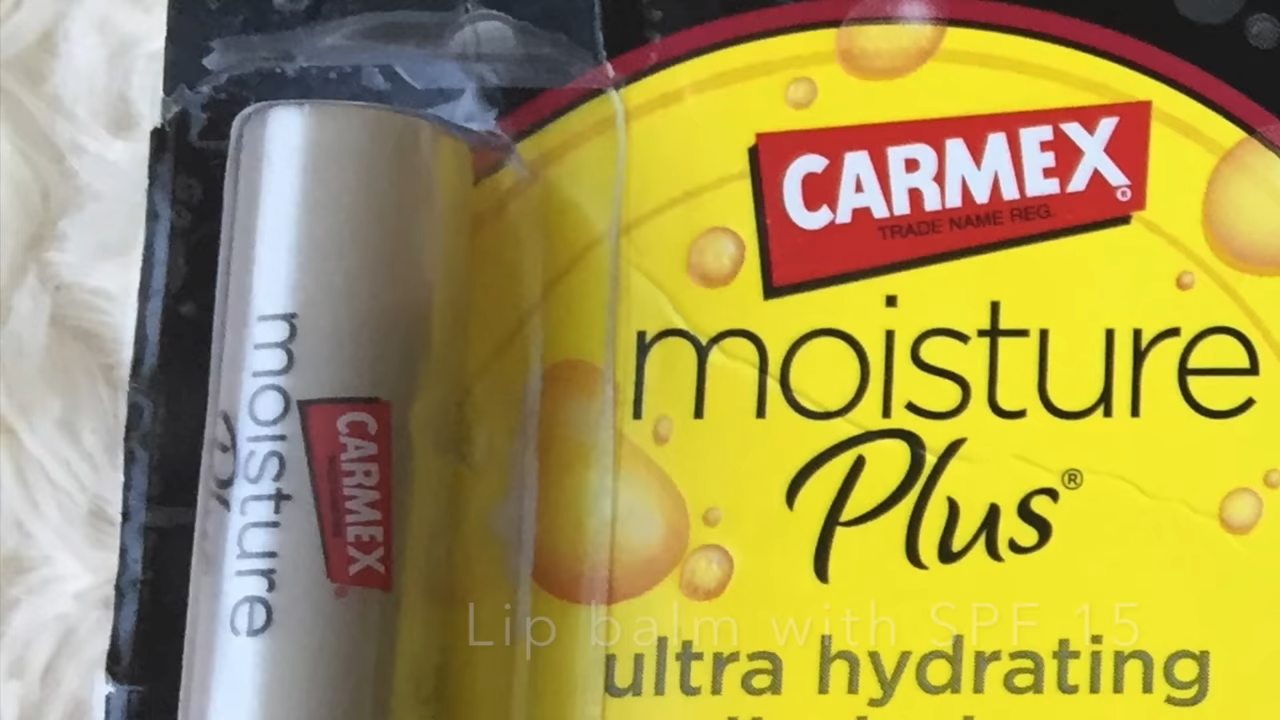 CARMEX®
TRADE NAME REG.
moisture
Plus®
Lip balm with SPF 15
ultra hydrating
moisture
CARMEX